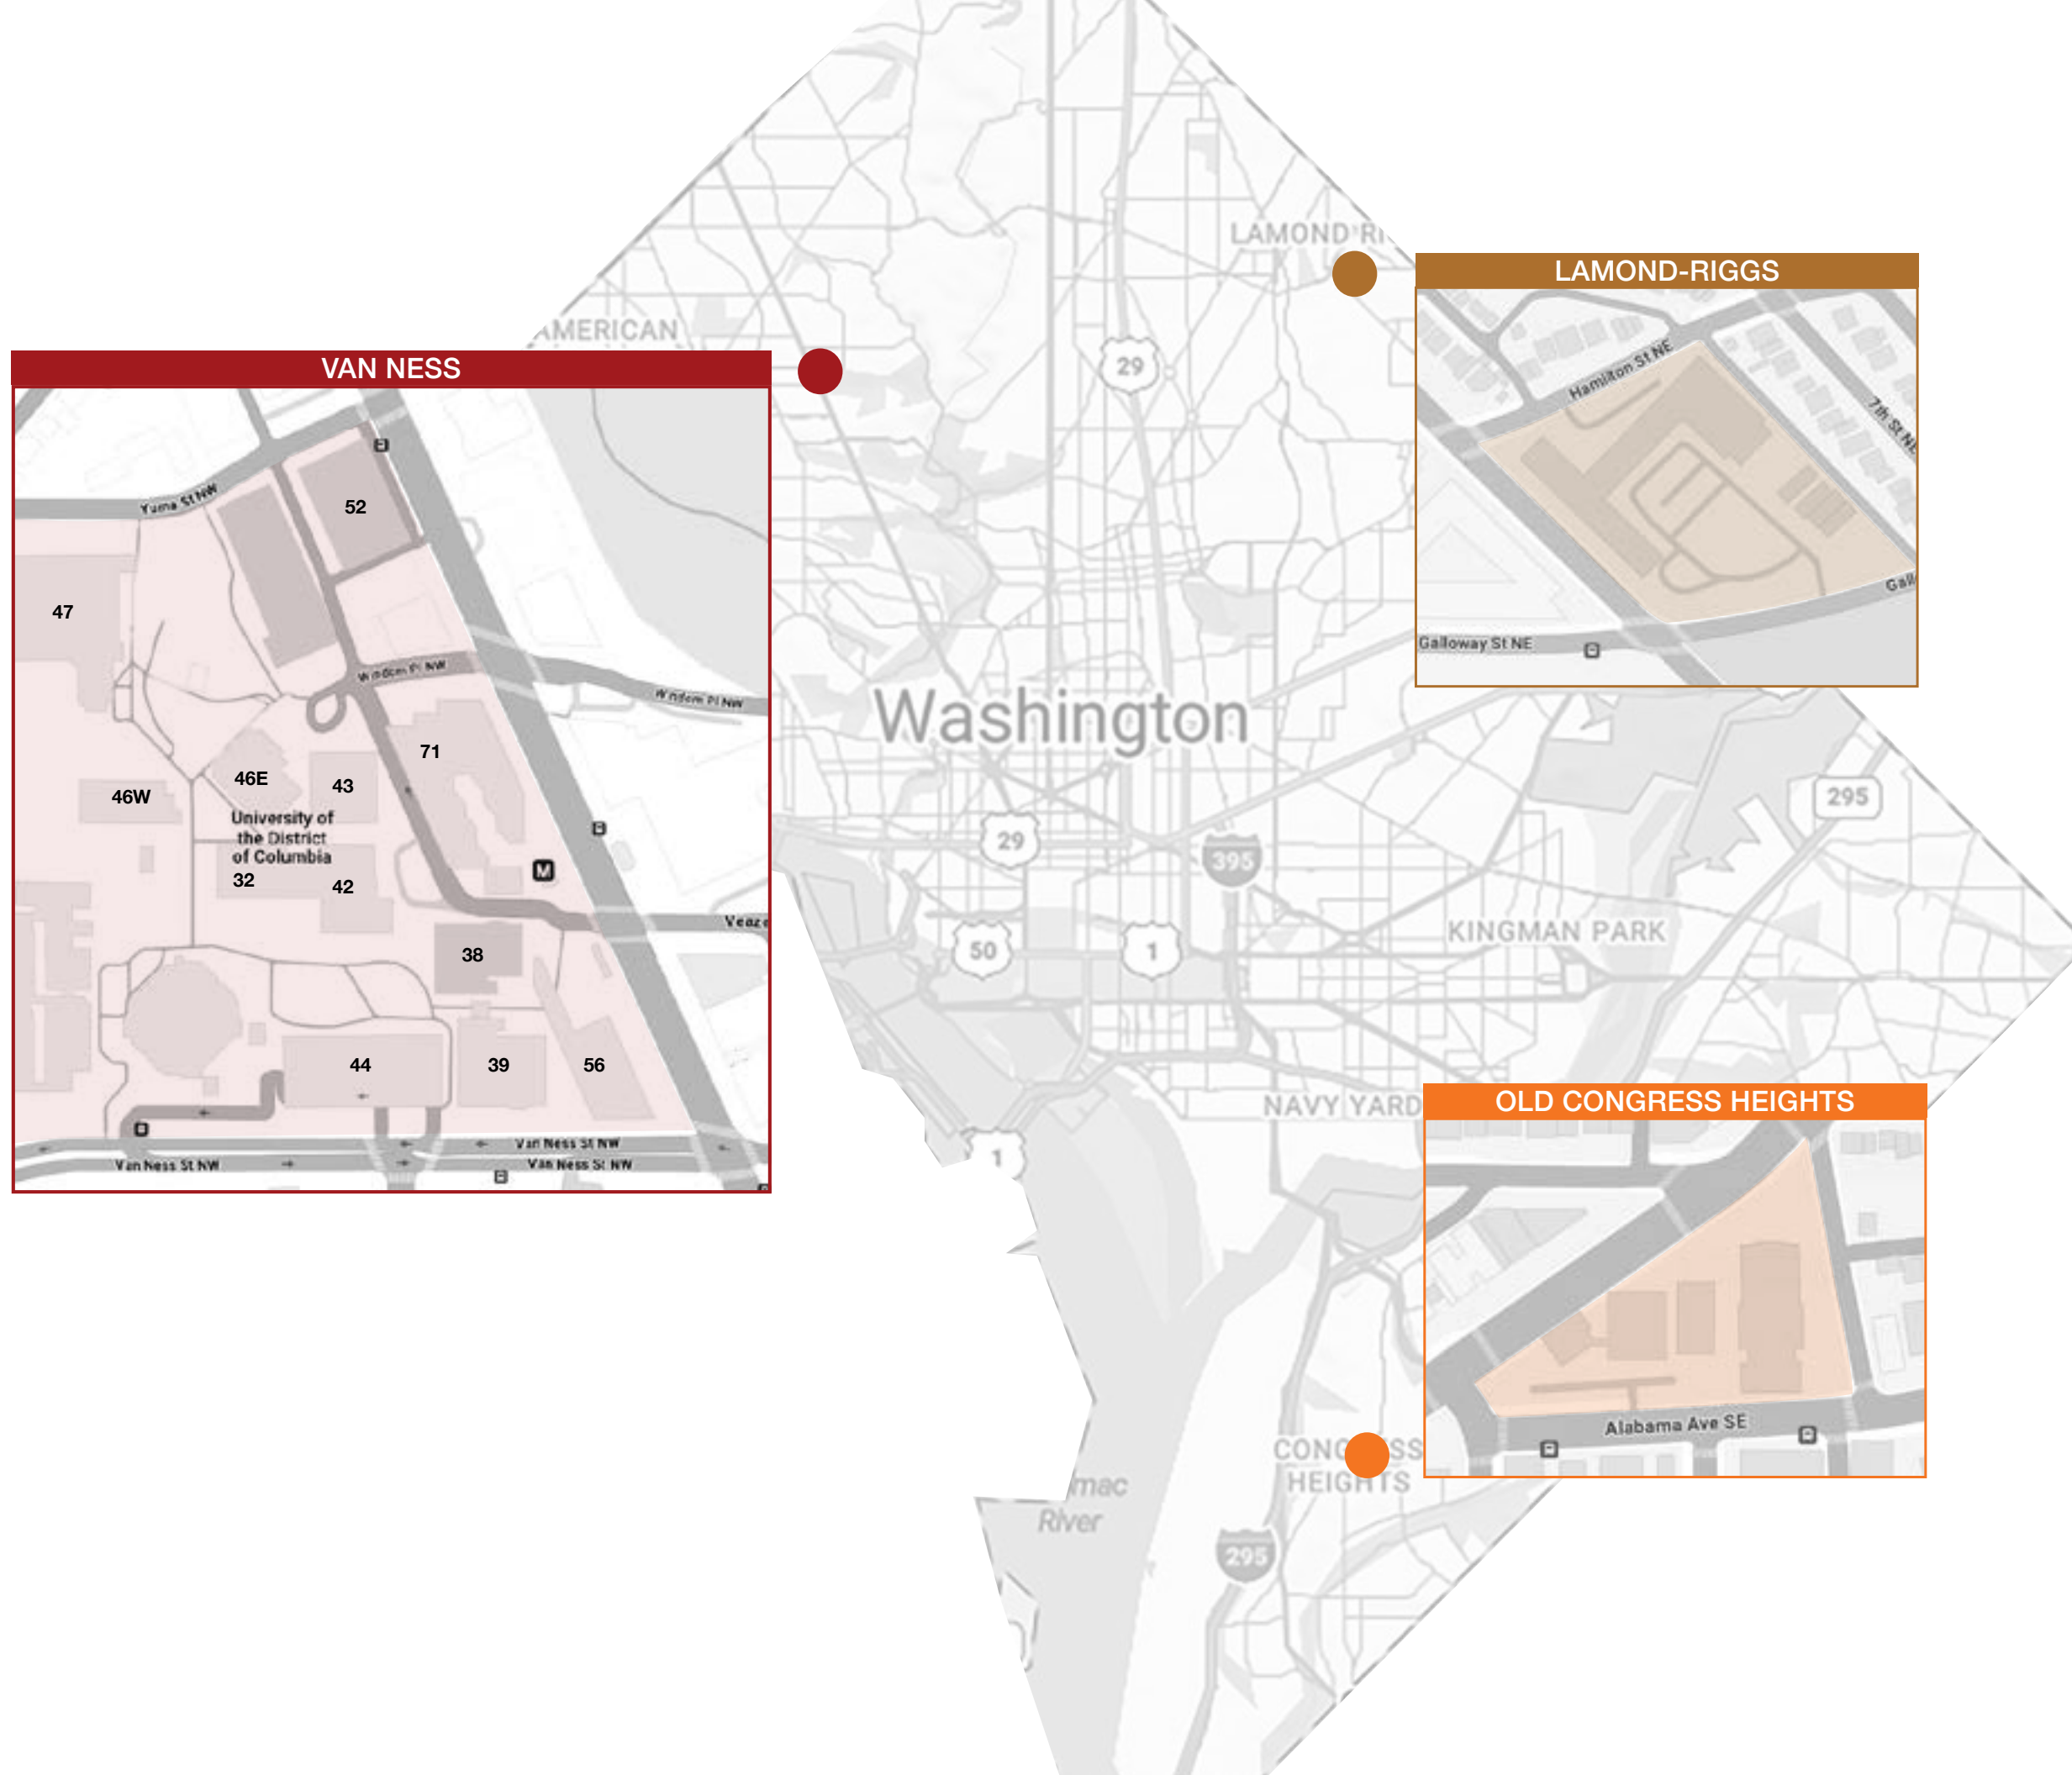 LAMOND
LAMOND-RIGGS
Hamilton St NE
7th St NE
Galloway St NE
AMERICAN
29
VAN NESS
52
Yuma St NW
47
Windom Pl NW
Windom Pl NW
71
46E
43
46W
University of
the District
of Columbia
32
42
M
38
44
39
56
Van Ness St NW
Van Ness St NW
Van Ness St NW
Washington
295
29
395
50
1
KINGMAN PARK
NAVY YARD
1
OLD CONGRESS HEIGHTS
Alabama Ave SE
HEIGHTS
River
295